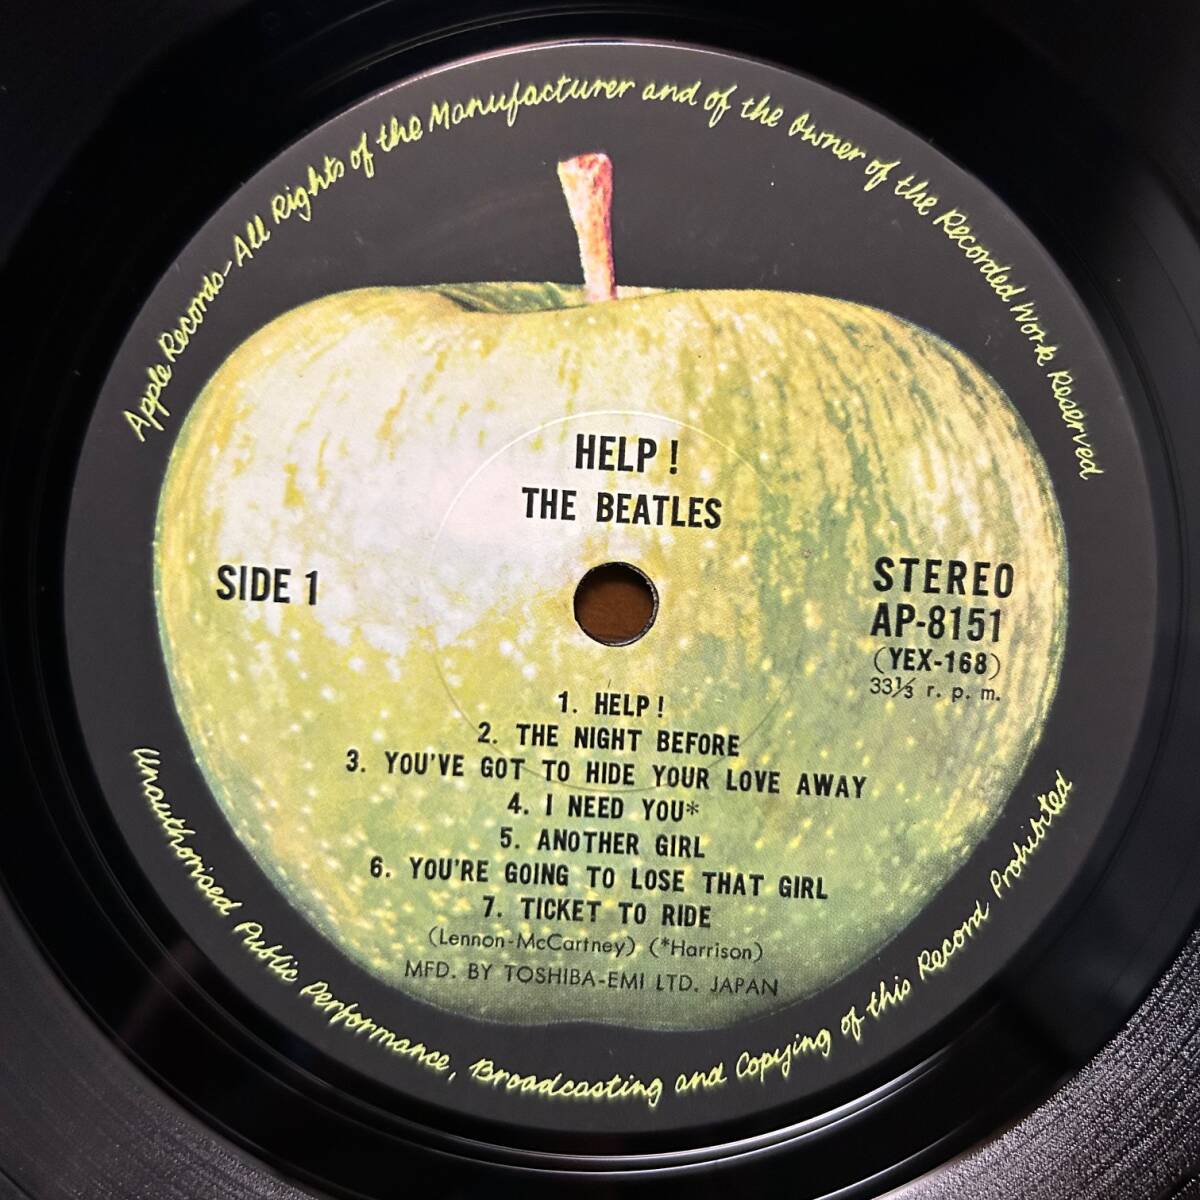 Apple Records - All Rights of the Manufacturer and of the Owner of the Recorded Work Reserved
HELP !
THE BEATLES
SIDE 1
STEREO
AP-8151
(YEX-168)
33⅓ r. p. m.
1. HELP !
2. THE NIGHT BEFORE
3. YOU'VE GOT TO HIDE YOUR LOVE AWAY
4. I NEED YOU*
5. ANOTHER GIRL
6. YOU'RE GOING TO LOSE THAT GIRL
7. TICKET TO RIDE
(Lennon-McCartney) (*Harrison)
MFD. BY TOSHIBA-EMI LTD. JAPAN
Unauthorised Public Performance, Broadcasting and Copying of this Record Prohibited